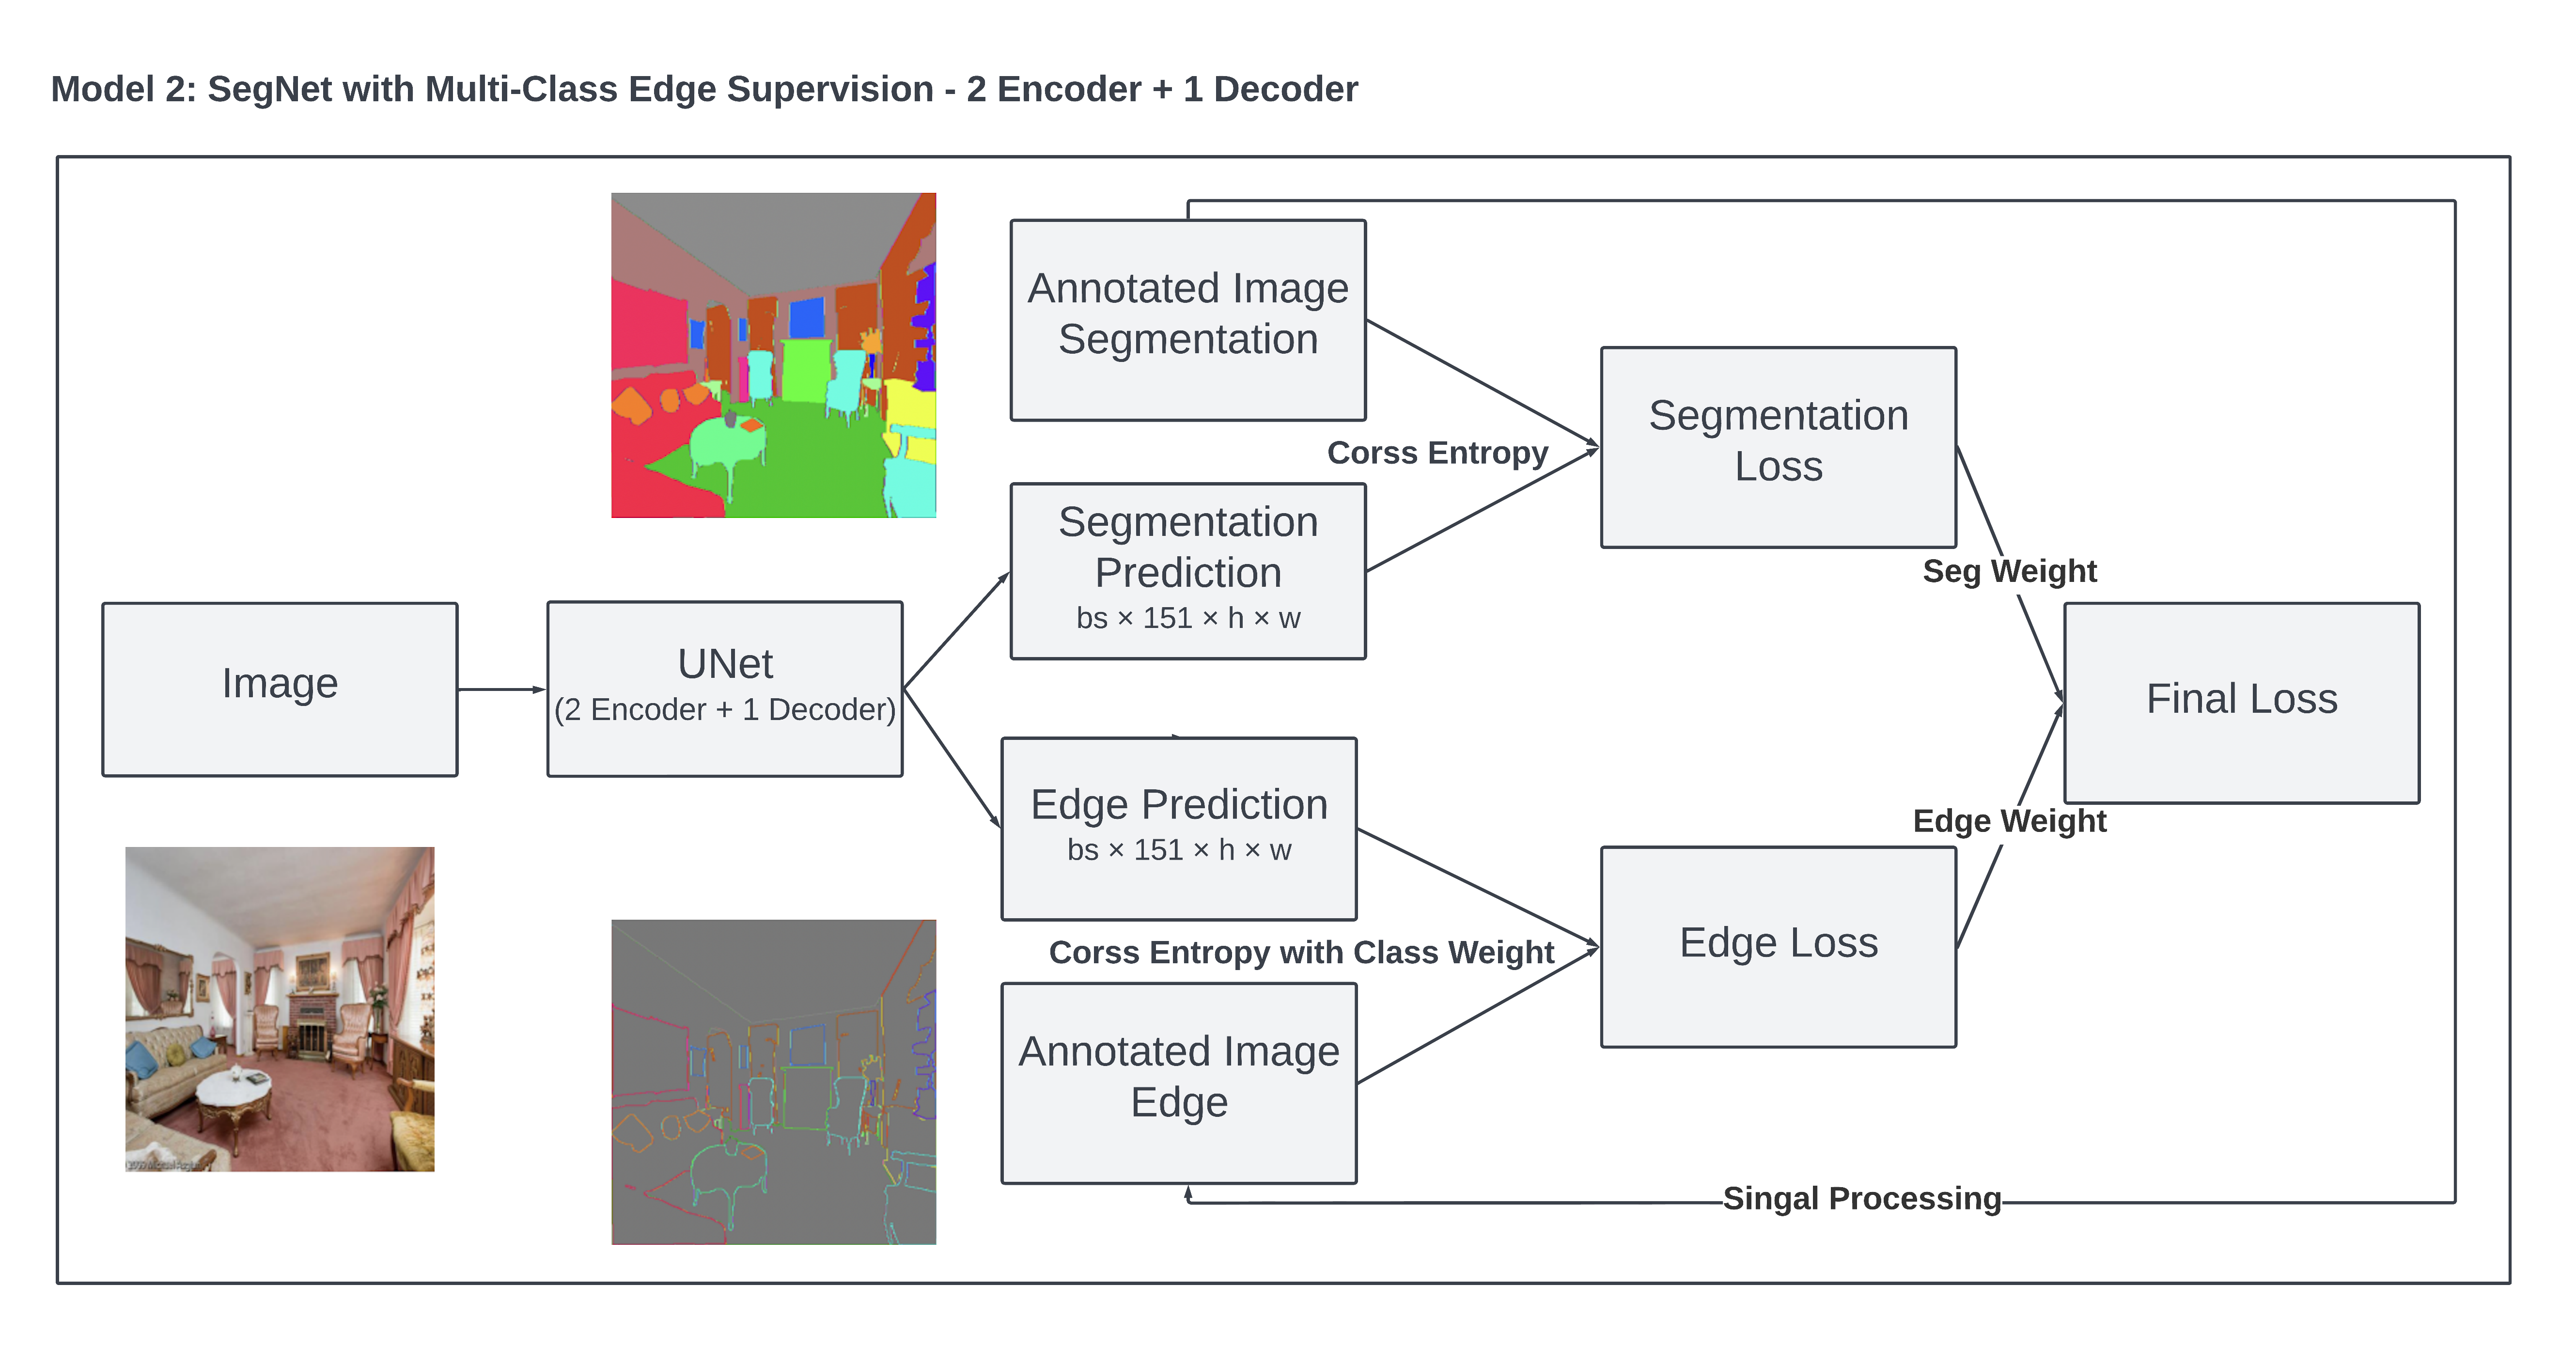 Model 2: SegNet with Multi-Class Edge Supervision - 2 Encoder + 1 Decoder
Annotated Image
Segmentation
Corss Entropy
Segmentation
Loss
Segmentation
Prediction
bs × 151 × h × w
Seg Weight
Image
UNet
(2 Encoder + 1 Decoder)
Final Loss
Edge Prediction
bs × 151 × h × w
Edge Weight
Corss Entropy with Class Weight
Edge Loss
Annotated Image
Edge
Singal Processing